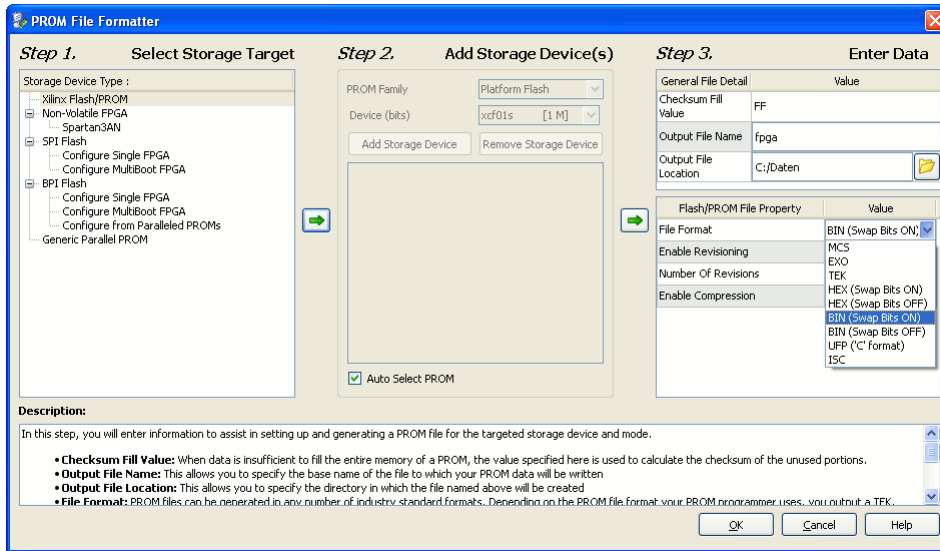 PROM File Formatter
Step 1. Select Storage Target
Storage Device Type :
Xilinx Flash/PROM
Non-Volatile FPGA
Spartan3AN
SPI Flash
Configure Single FPGA
Configure MultiBoot FPGA
BPI Flash
Configure Single FPGA
Configure MultiBoot FPGA
Configure from Paralleled PROMs
Generic Parallel PROM
Step 2. Add Storage Device(s)
PROM Family Platform Flash
Device (bits) xcf01s [1 M]
Add Storage Device Remove Storage Device
Auto Select PROM
Step 3. Enter Data
General File Detail Value
Checksum Fill
Value FF
Output File Name fpga
Output File
Location C:/Daten
Flash/PROM File Property Value
File Format BIN (Swap Bits ON)
Enable Revisioning
Number Of Revisions
Enable Compression
MCS
EXO
TEK
HEX (Swap Bits ON)
HEX (Swap Bits OFF)
BIN (Swap Bits ON)
BIN (Swap Bits OFF)
UFP ('C' format)
ISC
Description:
In this step, you will enter information to assist in setting up and generating a PROM file for the targeted storage device and mode.
• Checksum Fill Value: When data is insufficient to fill the entire memory of a PROM, the value specified here is used to calculate the checksum of the unused portions.
• Output File Name: This allows you to specify the base name of the file to which your PROM data will be written
• Output File Location: This allows you to specify the directory in which the file named above will be created
• File Format: PROM files can be generated in any number of industry standard formats. Depending on the PROM file format your PROM programmer uses, you output a TEK,
OK Cancel Help